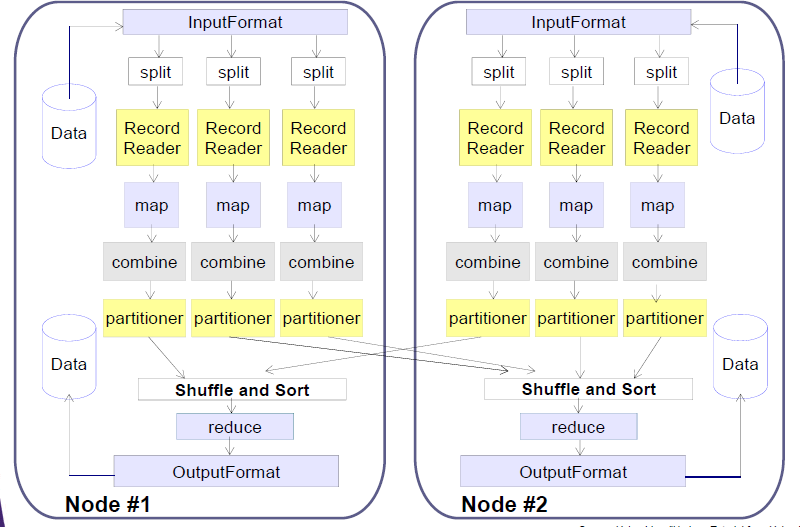 InputFormat
split split split
Data
Record Record Record
Reader Reader Reader
map map map
combine combine combine
partitioner partitioner partitioner
Data
Shuffle and Sort
reduce
OutputFormat
Node #1
InputFormat
split split split
Data
Record Record Record
Reader Reader Reader
map map map
combine combine combine
partitioner partitioner partitioner
Data
Shuffle and Sort
reduce
OutputFormat
Node #2